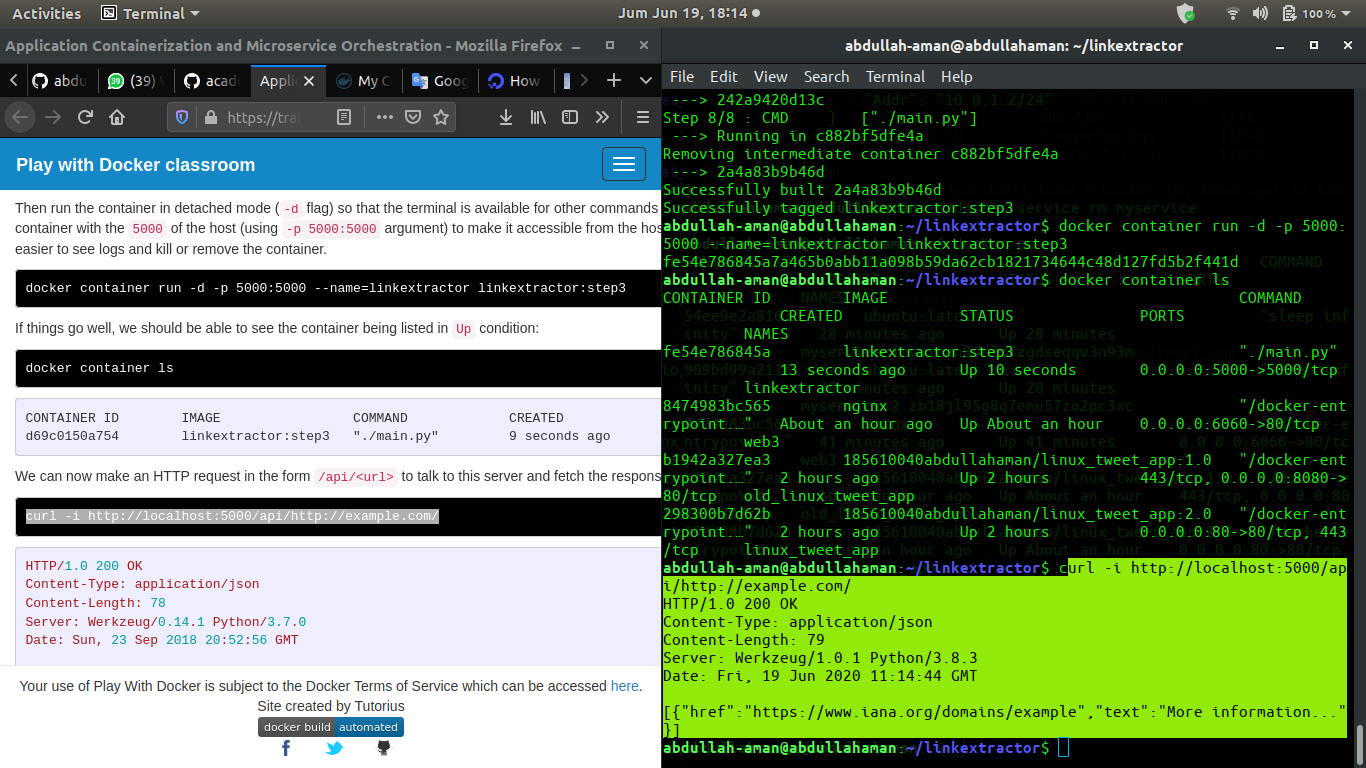 Activities
Terminal
Jum Jun 19, 18:14
100 %
Application Containerization and Microservice Orchestration - Mozilla Firefox
abdu
(39)
acade
Appli
My C
Goog
How
https://tra
Play with Docker classroom
Then run the container in detached mode ( -d flag) so that the terminal is available for other commands
container with the 5000 of the host (using -p 5000:5000 argument) to make it accessible from the hos
easier to see logs and kill or remove the container.
docker container run -d -p 5000:5000 --name=linkextractor linkextractor:step3
If things go well, we should be able to see the container being listed in Up condition:
docker container ls
CONTAINER ID IMAGE COMMAND CREATED
d69c0150a754 linkextractor:step3 "./main.py" 9 seconds ago
We can now make an HTTP request in the form /api/<url> to talk to this server and fetch the respons
curl -i http://localhost:5000/api/http://example.com/
HTTP/1.0 200 OK
Content-Type: application/json
Content-Length: 78
Server: Werkzeug/0.14.1 Python/3.7.0
Date: Sun, 23 Sep 2018 20:52:56 GMT
Your use of Play With Docker is subject to the Docker Terms of Service which can be accessed here.
Site created by Tutorius
docker build automated
abdullah-aman@abdullahaman: ~/linkextractor
File Edit View Search Terminal Help
---> 242a9420d13c
Step 8/8 : CMD ["./main.py"]
---> Running in c882bf5dfe4a
Removing intermediate container c882bf5dfe4a
---> 2a4a83b9b46d
Successfully built 2a4a83b9b46d
Successfully tagged linkextractor:step3
abdullah-aman@abdullahaman:~/linkextractor$ docker container run -d -p 5000:
5000 --name=linkextractor linkextractor:step3
fe54e786845a7a465b0abb11a098b59da62cb1821734644c48d127fd5b2f441d
abdullah-aman@abdullahaman:~/linkextractor$ docker container ls
CONTAINER ID IMAGE COMMAND
CREATED STATUS PORTS
NAMES
fe54e786845a linkextractor:step3 "./main.py"
13 seconds ago Up 10 seconds 0.0.0.0:5000->5000/tcp
linkextractor
8474983bc565 nginx "/docker-ent
rypoint.…" About an hour ago Up About an hour 0.0.0.0:6060->80/tcp
web3
b1942a327ea3 185610040abdullahaman/linux_tweet_app:1.0 "/docker-ent
rypoint.…" 2 hours ago Up 2 hours 443/tcp, 0.0.0.0:8080->
80/tcp old_linux_tweet_app
298300b7d62b 185610040abdullahaman/linux_tweet_app:2.0 "/docker-ent
rypoint.…" 2 hours ago Up 2 hours 0.0.0.0:80->80/tcp, 443
/tcp linux_tweet_app
abdullah-aman@abdullahaman:~/linkextractor$ curl -i http://localhost:5000/ap
i/http://example.com/
HTTP/1.0 200 OK
Content-Type: application/json
Content-Length: 79
Server: Werkzeug/1.0.1 Python/3.8.3
Date: Fri, 19 Jun 2020 11:14:44 GMT
[{"href":"https://www.iana.org/domains/example","text":"More information..."
}]
abdullah-aman@abdullahaman:~/linkextractor$